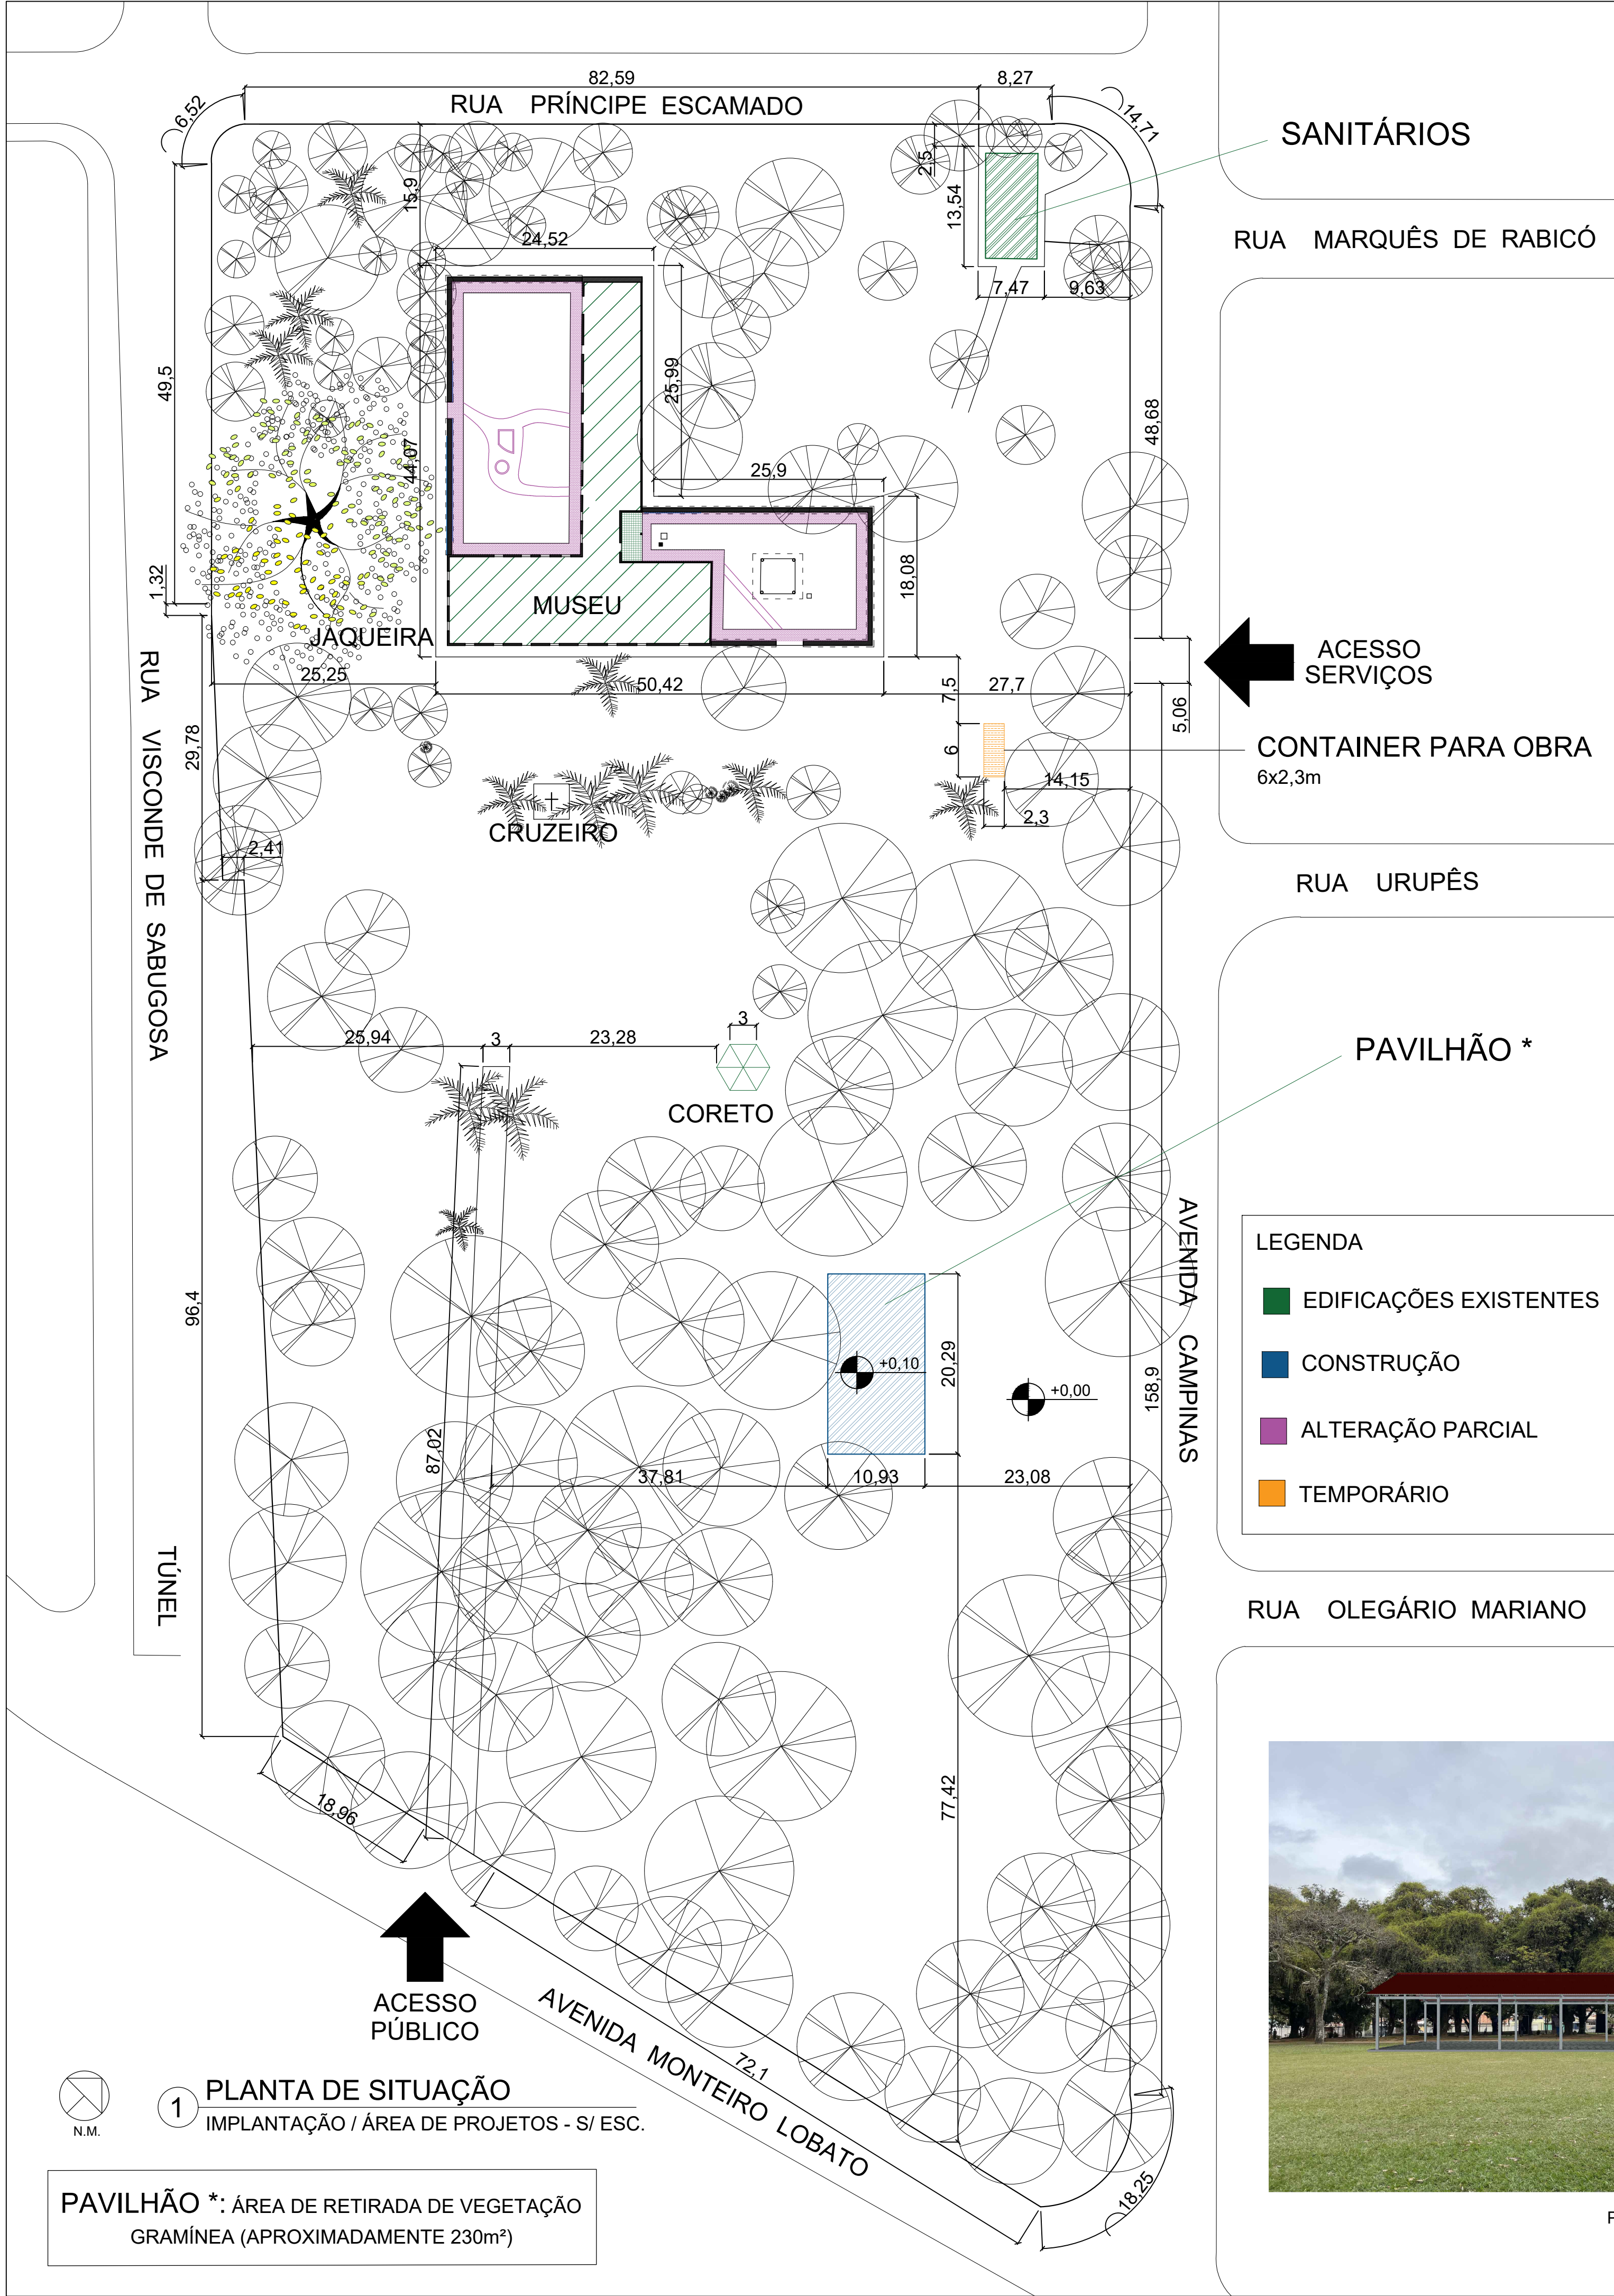 82,59
8,27
6,52
RUA PRÍNCIPE ESCAMADO
14,71
SANITÁRIOS
2,5
15,9
13,54
24,52
RUA MARQUÊS DE RABICÓ
7,47
9,63
49,5
25,99
48,68
44,07
25,9
18,08
1,32
MUSEU
JAQUEIRA
ACESSO
SERVIÇOS
25,25
50,42
7,5
27,7
5,06
RUA VISCONDE DE SABUGOSA
29,78
6
CONTAINER PARA OBRA
6x2,3m
14,15
2,3
CRUZEIRO
2,41
RUA URUPÊS
25,94
3
23,28
3
PAVILHÃO *
CORETO
AVENIDA CAMPINAS
LEGENDA
EDIFICAÇÕES EXISTENTES
CONSTRUÇÃO
ALTERAÇÃO PARCIAL
TEMPORÁRIO
96,4
+0,10
20,29
+0,00
158,9
87,02
37,81
10,93
23,08
TÚNEL
RUA OLEGÁRIO MARIANO
77,42
18,96
ACESSO
PÚBLICO
AVENIDA MONTEIRO LOBATO
72,1
18,25
N.M.
1
PLANTA DE SITUAÇÃO
IMPLANTAÇÃO / ÁREA DE PROJETOS - S/ ESC.
PAVILHÃO *: ÁREA DE RETIRADA DE VEGETAÇÃO
GRAMÍNEA (APROXIMADAMENTE 230m²)